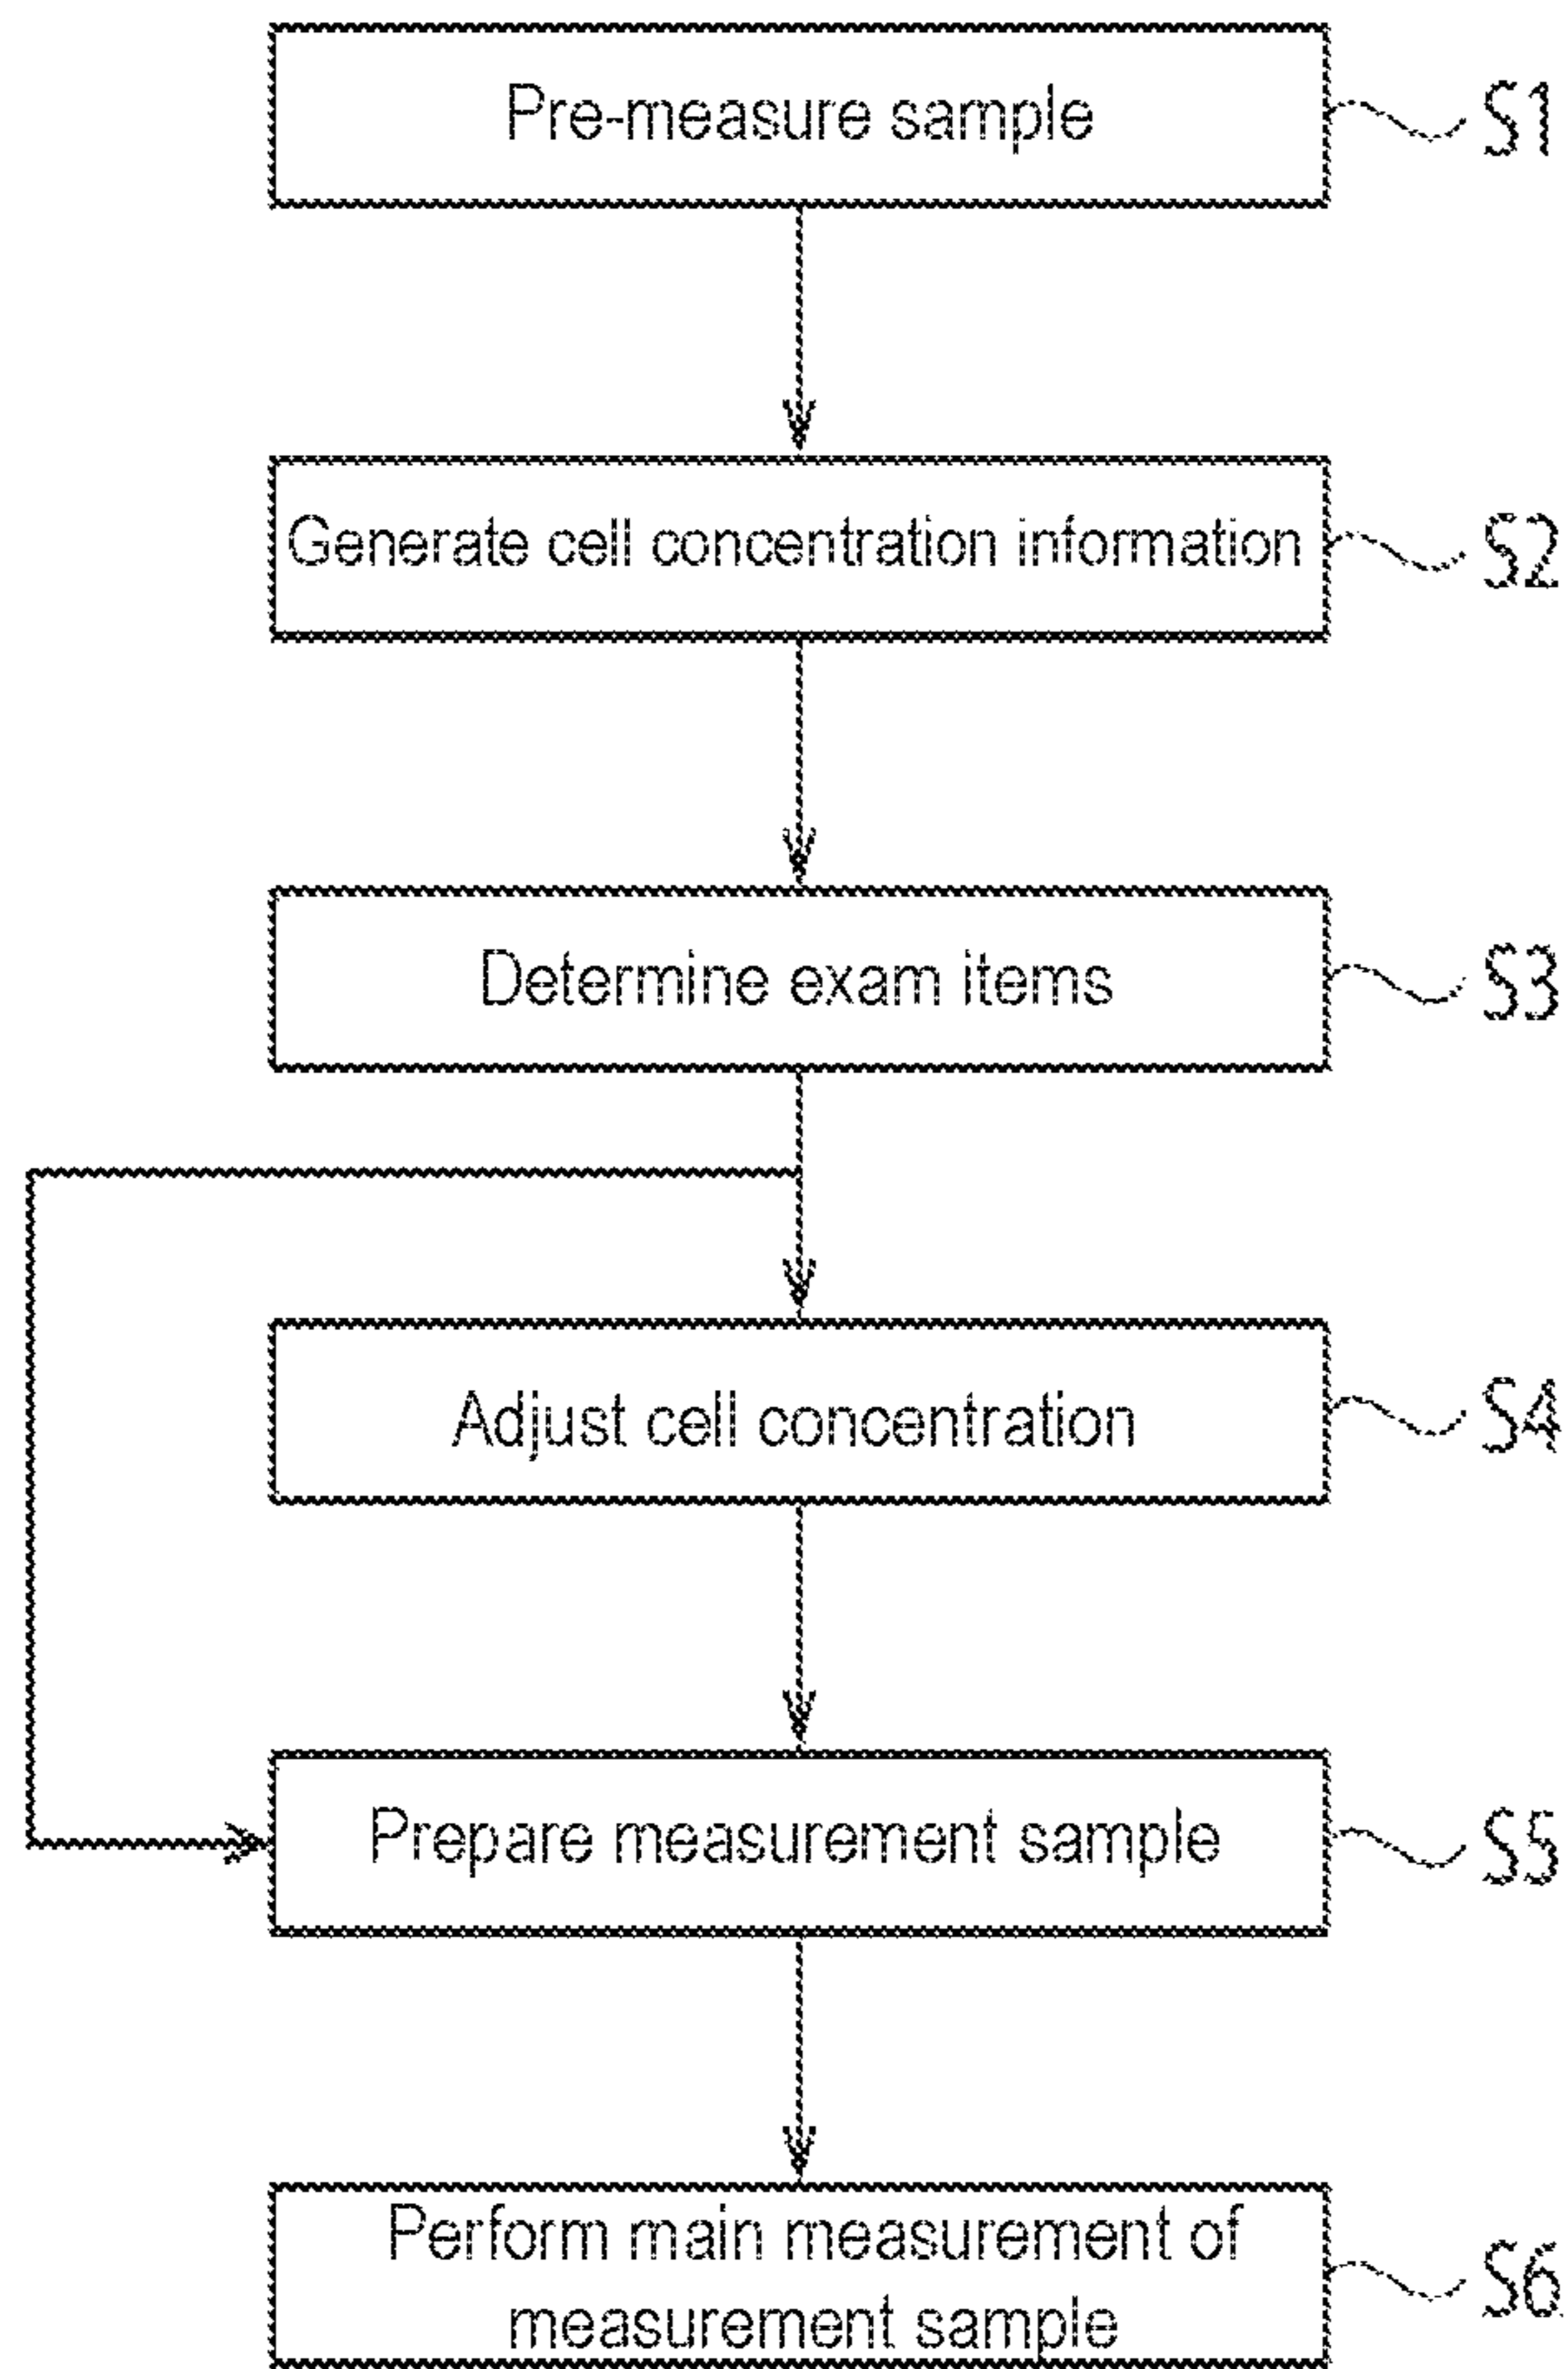 Pre-measure sample
S1
Generate cell concentration information
S2
Determine exam items
S3
Adjust cell concentration
S4
Prepare measurement sample
S5
Perform main measurement of
measurement sample
S6